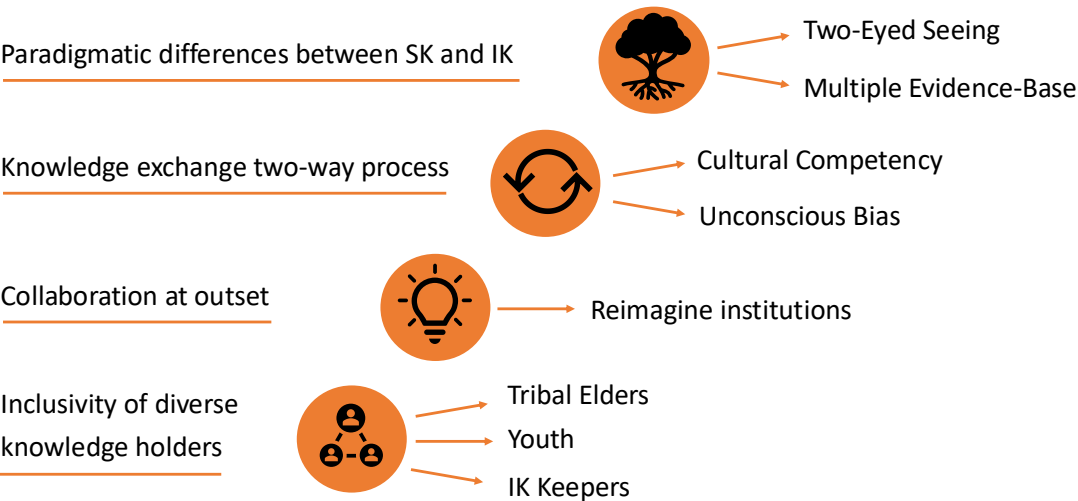 Paradigmatic differences between SK and IK
Two-Eyed Seeing
Multiple Evidence-Base
Knowledge exchange two-way process
Cultural Competency
Unconscious Bias
Collaboration at outset
Reimagine institutions
Inclusivity of diverse
knowledge holders
Tribal Elders
Youth
IK Keepers